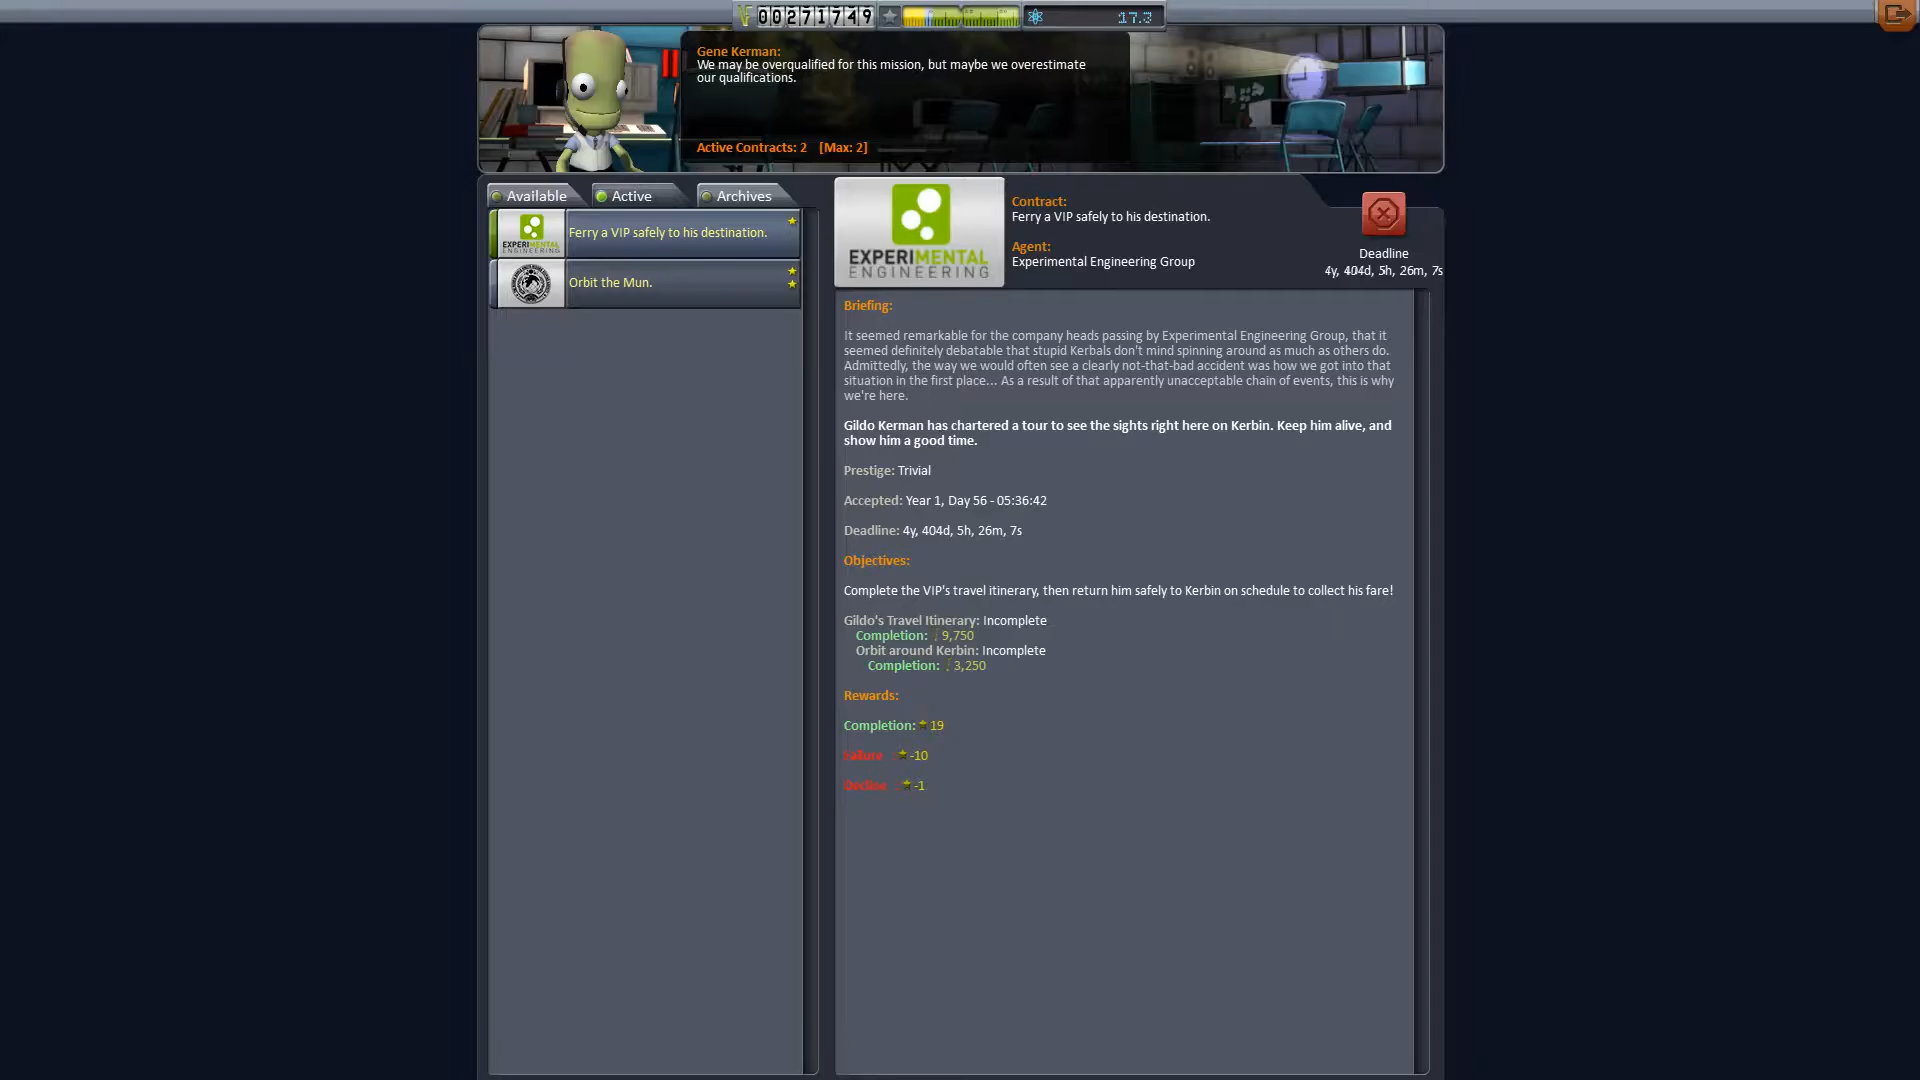 00271749
17.3
Gene Kerman:
We may be overqualified for this mission, but maybe we overestimate
our qualifications.
Active Contracts: 2 [Max: 2]
Available
Active
Archives
EXPERIMENTAL
ENGINEERING
Ferry a VIP safely to his destination.
Orbit the Mun.
EXPERIMENTAL
ENGINEERING
Contract:
Ferry a VIP safely to his destination.
Agent:
Experimental Engineering Group
Deadline
4y, 404d, 5h, 26m, 7s
Briefing:
It seemed remarkable for the company heads passing by Experimental Engineering Group, that it
seemed definitely debatable that stupid Kerbals don't mind spinning around as much as others do.
Admittedly, the way we would often see a clearly not-that-bad accident was how we got into that
situation in the first place... As a result of that apparently unacceptable chain of events, this is why
we're here.
Gildo Kerman has chartered a tour to see the sights right here on Kerbin. Keep him alive, and
show him a good time.
Prestige: Trivial
Accepted: Year 1, Day 56 - 05:36:42
Deadline: 4y, 404d, 5h, 26m, 7s
Objectives:
Complete the VIP's travel itinerary, then return him safely to Kerbin on schedule to collect his fare!
Gildo's Travel Itinerary: Incomplete
Completion: 9,750
Orbit around Kerbin: Incomplete
Completion: 3,250
Rewards:
Completion: 19
Failure -10
Decline -1